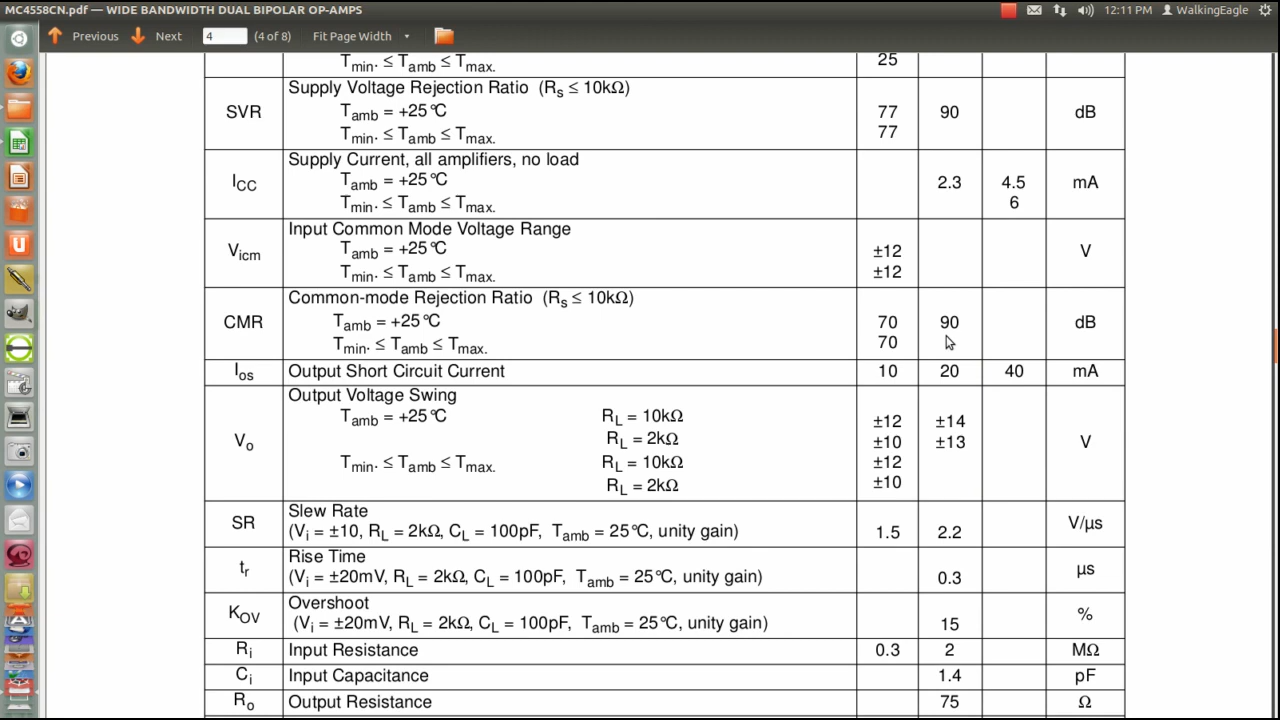 MC4558CN.pdf — WIDE BANDWIDTH DUAL BIPOLAR OP-AMPS 12:11 PM WalkingEagle
Previous Next 4 (4 of 8) Fit Page Width
Tmin. ≤ Tamb ≤ Tmax. 25
Supply Voltage Rejection Ratio (Rs ≤ 10kΩ)
SVR Tamb = +25°C 77 90 dB
Tmin. ≤ Tamb ≤ Tmax. 77
Supply Current, all amplifiers, no load
ICC Tamb = +25°C 2.3 4.5 mA
Tmin. ≤ Tamb ≤ Tmax. 6
Input Common Mode Voltage Range
Vicm Tamb = +25°C ±12 V
Tmin. ≤ Tamb ≤ Tmax. ±12
Common-mode Rejection Ratio (Rs ≤ 10kΩ)
CMR Tamb = +25°C 70 90 dB
Tmin. ≤ Tamb ≤ Tmax. 70
Ios Output Short Circuit Current 10 20 40 mA
Output Voltage Swing
Tamb = +25°C RL = 10kΩ ±12 ±14
Vo RL = 2kΩ ±10 ±13 V
Tmin. ≤ Tamb ≤ Tmax. RL = 10kΩ ±12
RL = 2kΩ ±10
Slew Rate
SR (Vi = ±10, RL = 2kΩ, CL = 100pF, Tamb = 25°C, unity gain) 1.5 2.2 V/µs
Rise Time
tr (Vi = ±20mV, RL = 2kΩ, CL = 100pF, Tamb = 25°C, unity gain) 0.3 µs
Overshoot
KOV (Vi = ±20mV, RL = 2kΩ, CL = 100pF, Tamb = 25°C, unity gain) 15 %
Ri Input Resistance 0.3 2 MΩ
Ci Input Capacitance 1.4 pF
Ro Output Resistance 75 Ω